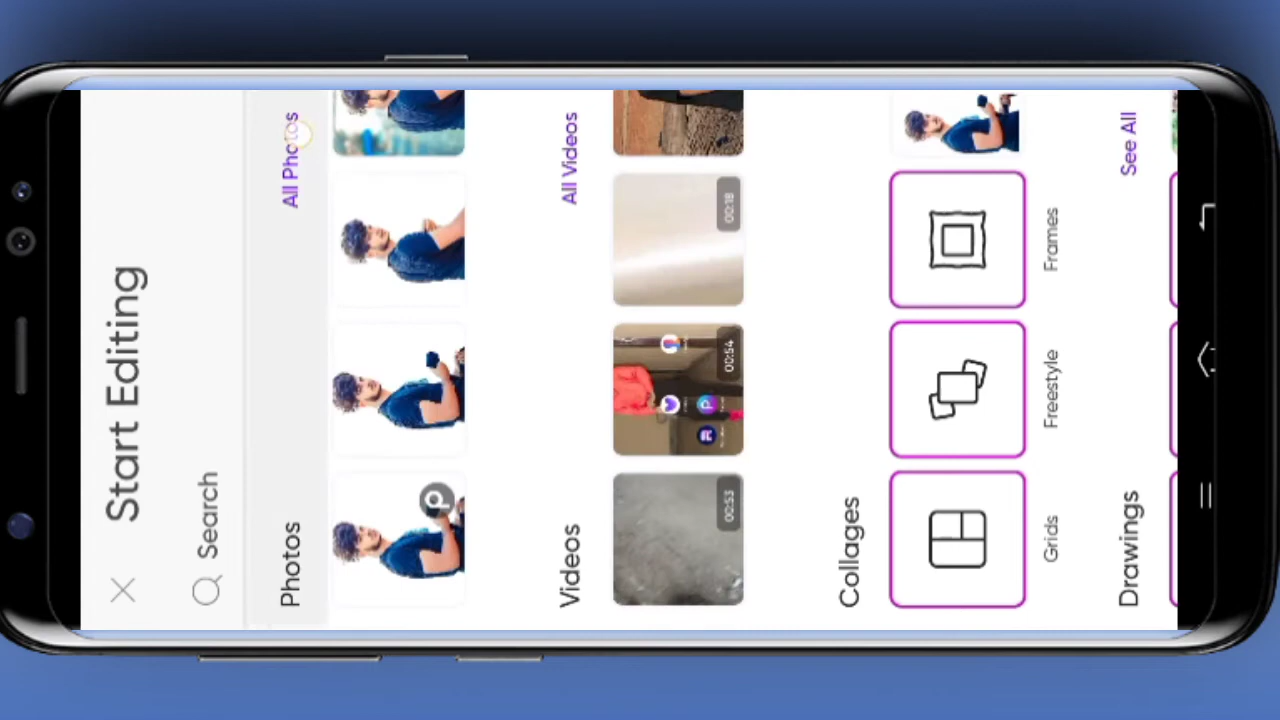 Start Editing
Search
Photos
All Photos
Videos
All Videos
00:53
00:54
00:18
Collages
Grids
Freestyle
Frames
Drawings
See All